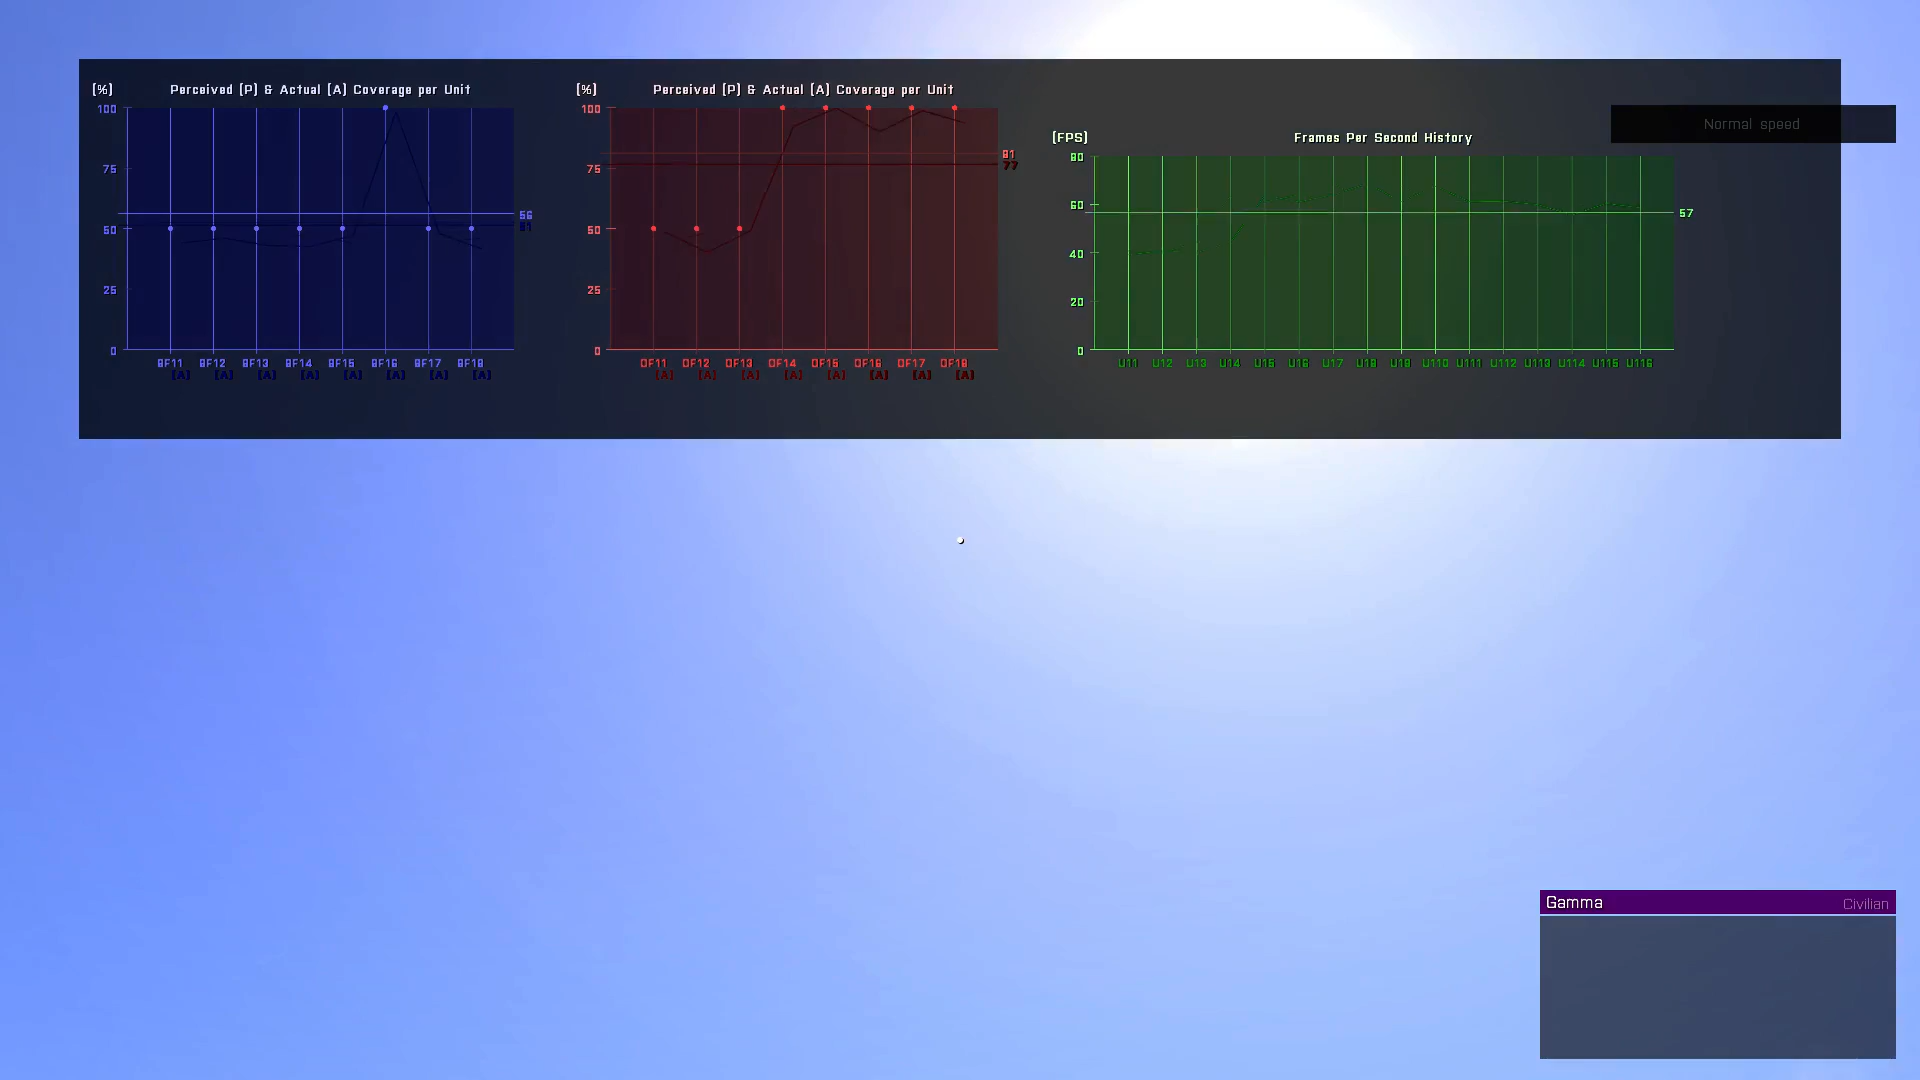 [%] Perceived (P) & Actual (A) Coverage per Unit
100
75
50
25
0
56
51
BF11 BF12 BF13 BF14 BF15 BF16 BF17 BF18
(A) (A) (A) (A) (A) (A) (A) (A)
[%] Perceived (P) & Actual (A) Coverage per Unit
100
75
50
25
0
81
77
OF11 OF12 OF13 OF14 OF15 OF16 OF17 OF18
(A) (A) (A) (A) (A) (A) (A) (A)
[FPS] Frames Per Second History
80
60
40
20
0
57
U11 U12 U13 U14 U15 U16 U17 U18 U19 U110 U111 U112 U113 U114 U115 U116
Normal speed
Gamma Civilian